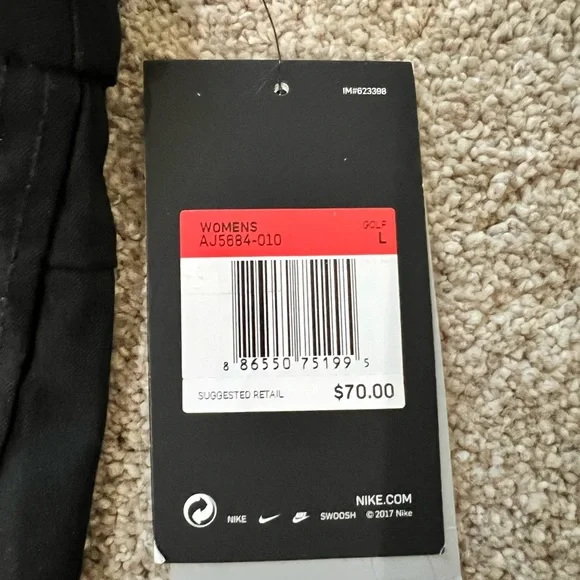 IM#623398
WOMENS GOLF
AJ5684-010 L
8 86550 75199 5
SUGGESTED RETAIL $70.00
NIKE.COM
NIKE SWOOSH © 2017 Nike